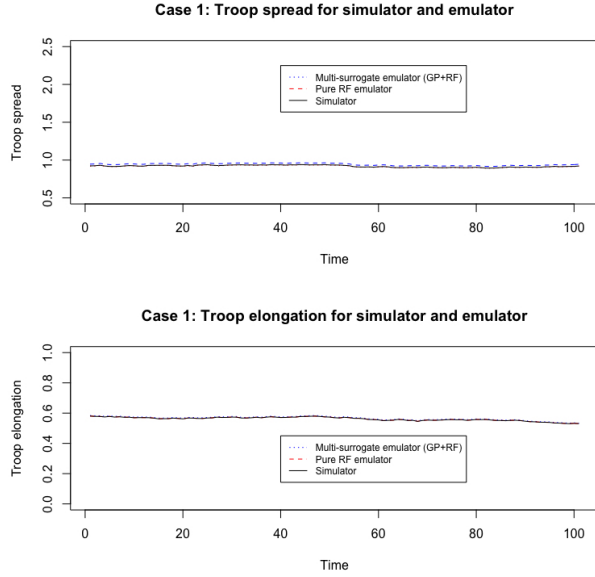 Case 1: Troop spread for simulator and emulator
Troop spread
2.5
2.0
1.5
1.0
0.5
Multi-surrogate emulator (GP+RF)
Pure RF emulator
Simulator
0 20 40 60 80 100
Time
Case 1: Troop elongation for simulator and emulator
Troop elongation
1.0
0.8
0.6
0.4
0.2
0.0
Multi-surrogate emulator (GP+RF)
Pure RF emulator
Simulator
0 20 40 60 80 100
Time